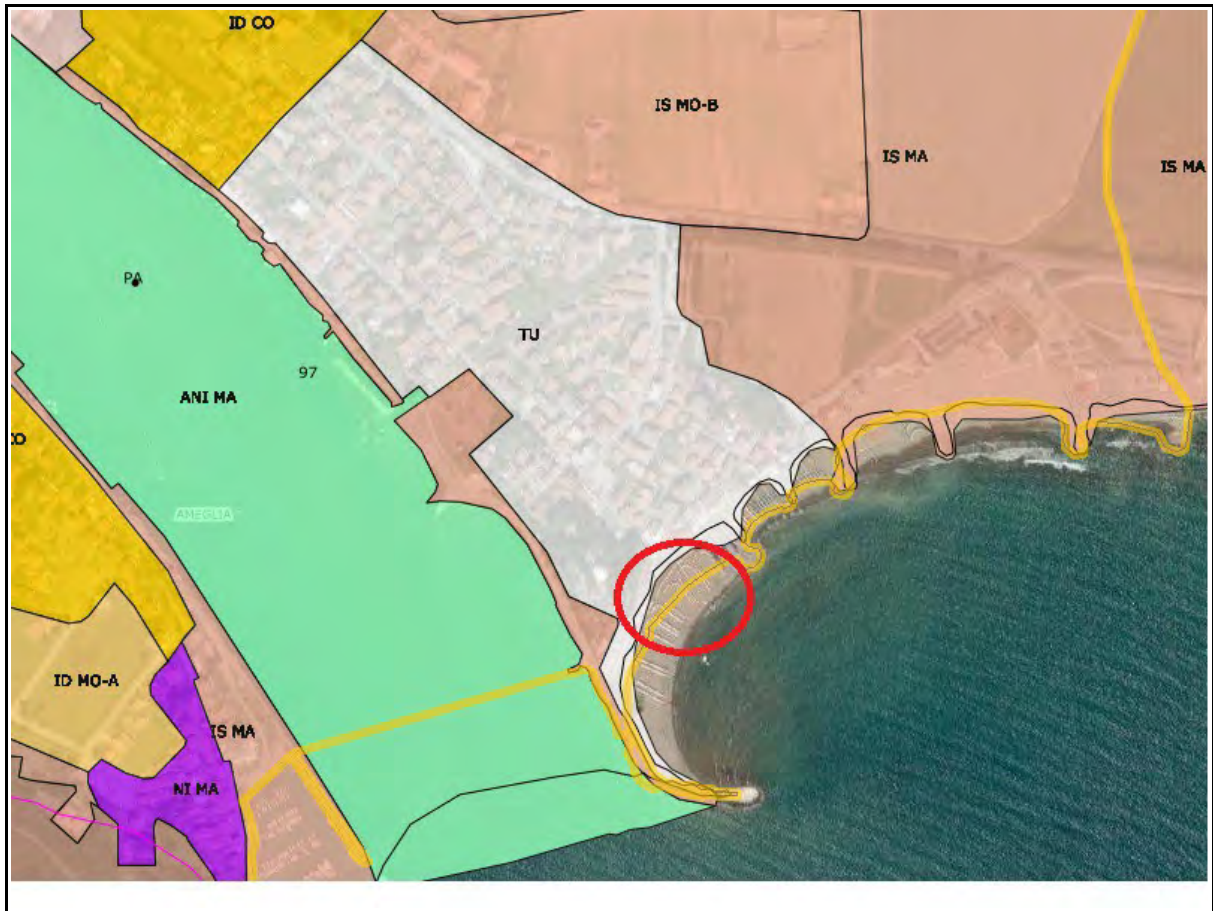 ID CO
IS MO-B
IS MA
IS MA
PA
TU
97
ANI MA
CO
AMEGLIA
ID MO-A
IS MA
NI MA